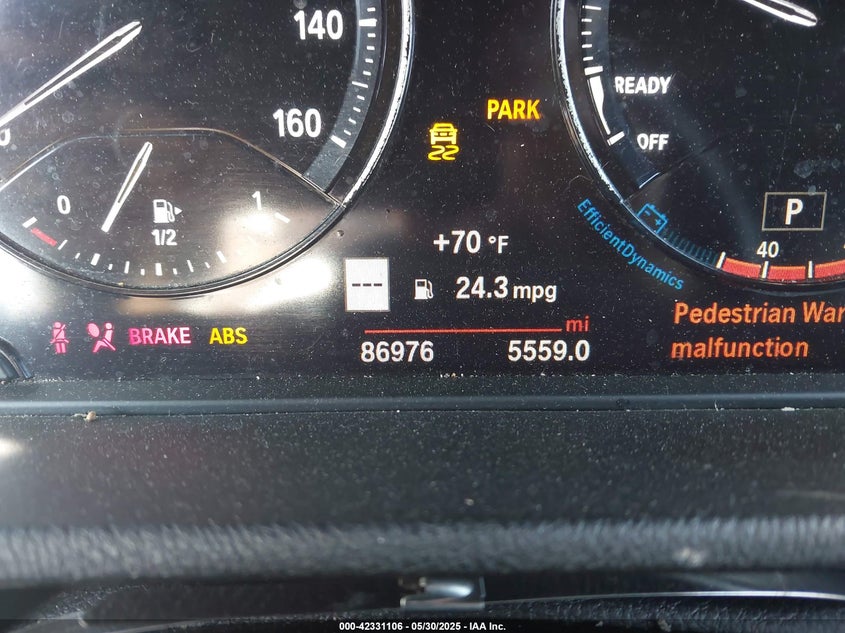 140
160
READY
OFF
PARK
0
1
1/2
P
EfficientDynamics
40
+70 °F
---
24.3 mpg
BRAKE
ABS
mi
86976
5559.0
Pedestrian War
malfunction
000-42331106 - 05/30/2025 - IAA Inc.